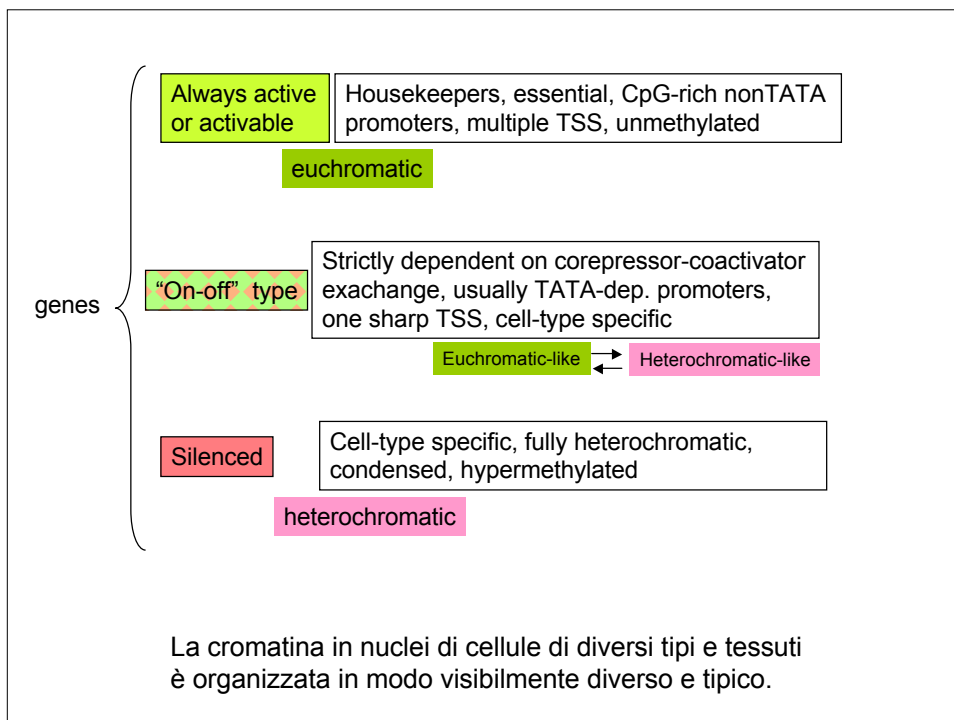 Always active
or activable
Housekeepers, essential, CpG-rich nonTATA
promoters, multiple TSS, unmethylated
euchromatic
genes
“On-off” type
Strictly dependent on corepressor-coactivator
exachange, usually TATA-dep. promoters,
one sharp TSS, cell-type specific
Euchromatic-like
Heterochromatic-like
Silenced
Cell-type specific, fully heterochromatic,
condensed, hypermethylated
heterochromatic
La cromatina in nuclei di cellule di diversi tipi e tessuti
è organizzata in modo visibilmente diverso e tipico.